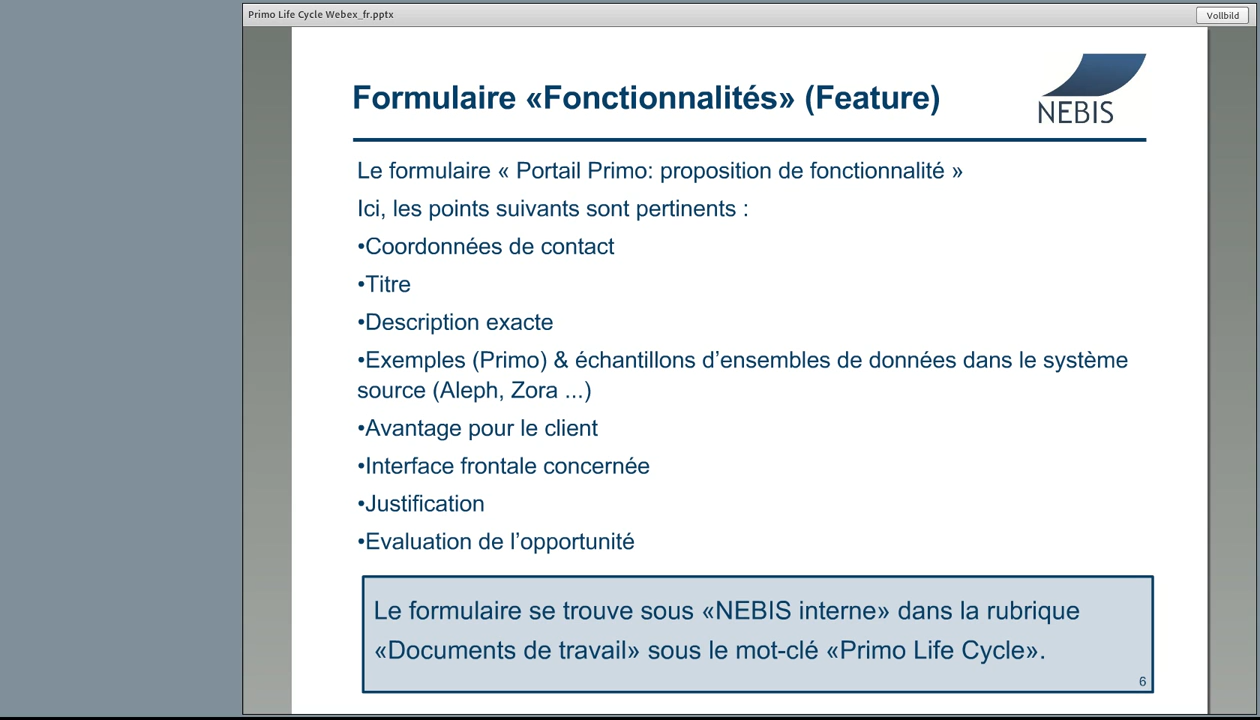 Primo Life Cycle Webex_fr.pptx
Vollbild
Formulaire «Fonctionnalités» (Feature)
NEBIS
Le formulaire « Portail Primo: proposition de fonctionnalité »
Ici, les points suivants sont pertinents :
•Coordonnées de contact
•Titre
•Description exacte
•Exemples (Primo) & échantillons d’ensembles de données dans le système
source (Aleph, Zora ...)
•Avantage pour le client
•Interface frontale concernée
•Justification
•Evaluation de l’opportunité
Le formulaire se trouve sous «NEBIS interne» dans la rubrique
«Documents de travail» sous le mot-clé «Primo Life Cycle».
6